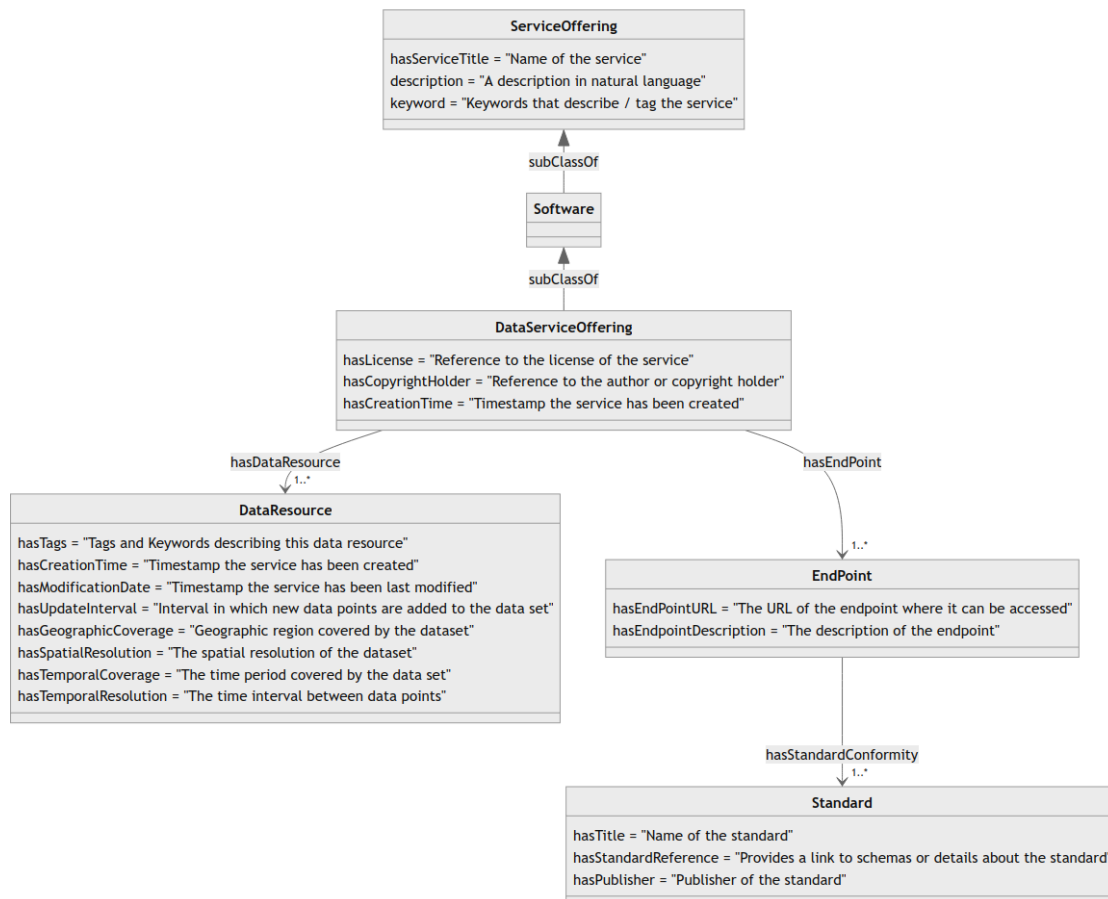 ServiceOffering
hasServiceTitle = "Name of the service"
description = "A description in natural language"
keyword = "Keywords that describe / tag the service"
subClassOf
Software
subClassOf
DataServiceOffering
hasLicense = "Reference to the license of the service"
hasCopyrightHolder = "Reference to the author or copyright holder"
hasCreationTime = "Timestamp the service has been created"
hasDataResource
1..*
DataResource
hasTags = "Tags and Keywords describing this data resource"
hasCreationTime = "Timestamp the service has been created"
hasModificationDate = "Timestamp the service has been last modified"
hasUpdateInterval = "Interval in which new data points are added to the data set"
hasGeographicCoverage = "Geographic region covered by the dataset"
hasSpatialResolution = "The spatial resolution of the dataset"
hasTemporalCoverage = "The time period covered by the data set"
hasTemporalResolution = "The time interval between data points"
hasEndPoint
1..*
EndPoint
hasEndPointURL = "The URL of the endpoint where it can be accessed"
hasEndpointDescription = "The description of the endpoint"
hasStandardConformity
1..*
Standard
hasTitle = "Name of the standard"
hasStandardReference = "Provides a link to schemas or details about the standard"
hasPublisher = "Publisher of the standard"